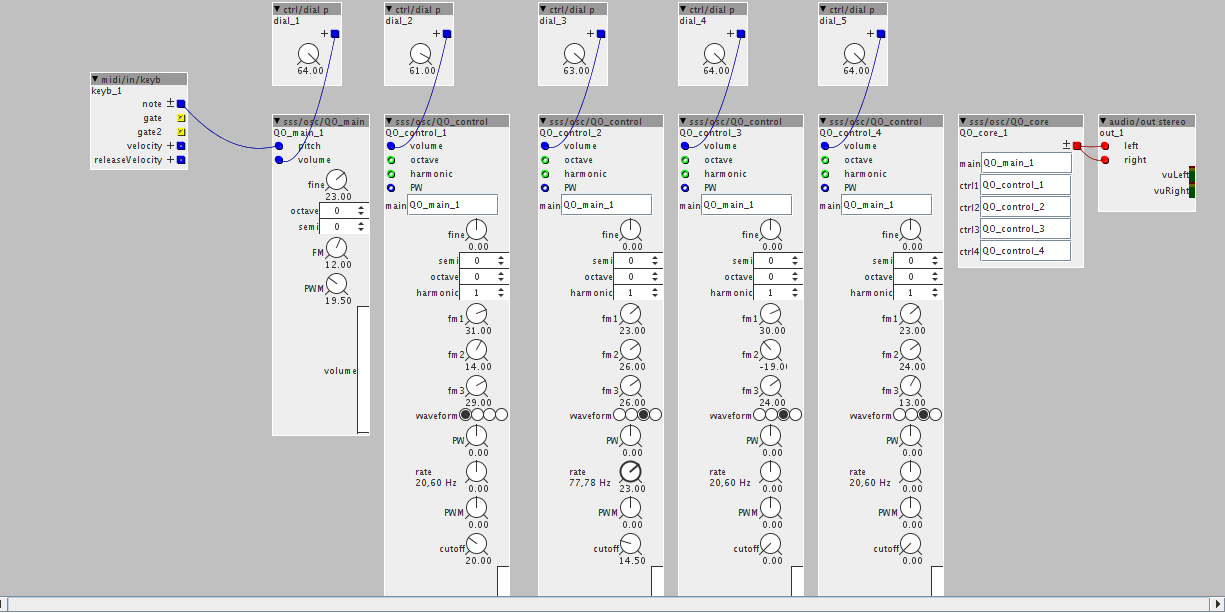 ▼ ctrl/dial p
dial_1
+
64.00
▼ ctrl/dial p
dial_2
+
61.00
▼ ctrl/dial p
dial_3
+
63.00
▼ ctrl/dial p
dial_4
+
64.00
▼ ctrl/dial p
dial_5
+
64.00
▼ midi/in/keyb
keyb_1
note ±
gate
gate2
velocity +
releaseVelocity +
▼ sss/osc/QO_main
QO_main_1
pitch
volume
fine
23.00
octave 0
semi 0
FM
12.00
PWM
19.50
volume
▼ sss/osc/QO_control
QO_control_1
volume
octave
harmonic
PW
main QO_main_1
fine
0.00
semi 0
octave 0
harmonic 1
fm1
31.00
fm2
14.00
fm3
29.00
waveform
PW
0.00
rate
20,60 Hz
0.00
PWM
0.00
cutoff
20.00
▼ sss/osc/QO_control
QO_control_2
volume
octave
harmonic
PW
main QO_main_1
fine
0.00
semi 0
octave 0
harmonic 1
fm1
23.00
fm2
26.00
fm3
26.00
waveform
PW
0.00
rate
77,78 Hz
23.00
PWM
0.00
cutoff
14.50
▼ sss/osc/QO_control
QO_control_3
volume
octave
harmonic
PW
main QO_main_1
fine
0.00
semi 0
octave 0
harmonic 1
fm1
30.00
fm2
-19.0
fm3
24.00
waveform
PW
0.00
rate
20,60 Hz
0.00
PWM
0.00
cutoff
0.00
▼ sss/osc/QO_control
QO_control_4
volume
octave
harmonic
PW
main QO_main_1
fine
0.00
semi 0
octave 0
harmonic 1
fm1
23.00
fm2
24.00
fm3
13.00
waveform
PW
0.00
rate
20,60 Hz
0.00
PWM
0.00
cutoff
0.00
▼ sss/osc/QO_core
QO_core_1
±
main QO_main_1
ctrl1 QO_control_1
ctrl2 QO_control_2
ctrl3 QO_control_3
ctrl4 QO_control_4
▼ audio/out stereo
out_1
left
right
vuLeft
vuRight